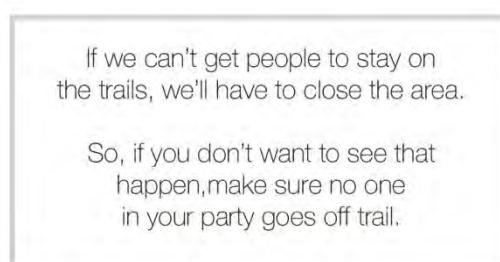 If we can't get people to stay on
the trails, we'll have to close the area.
So, if you don't want to see that
happen,make sure no one
in your party goes off trail.